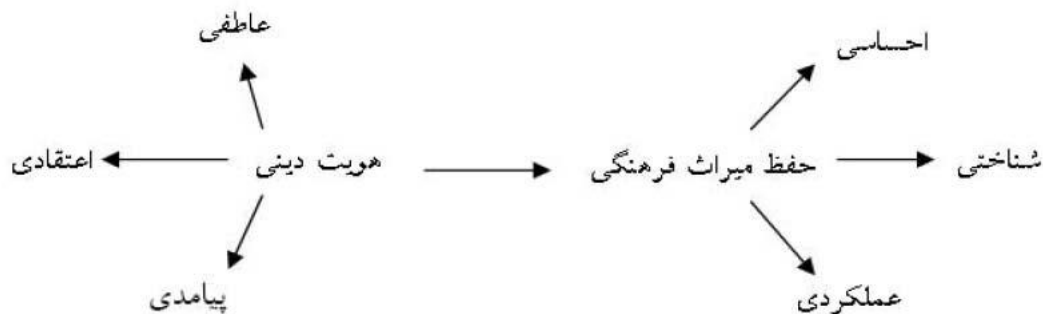 عاطفی
احساسی
اعتقادی
هویت دینی
حفظ میراث فرهنگی
شناختی
پیامدی
عملکردی